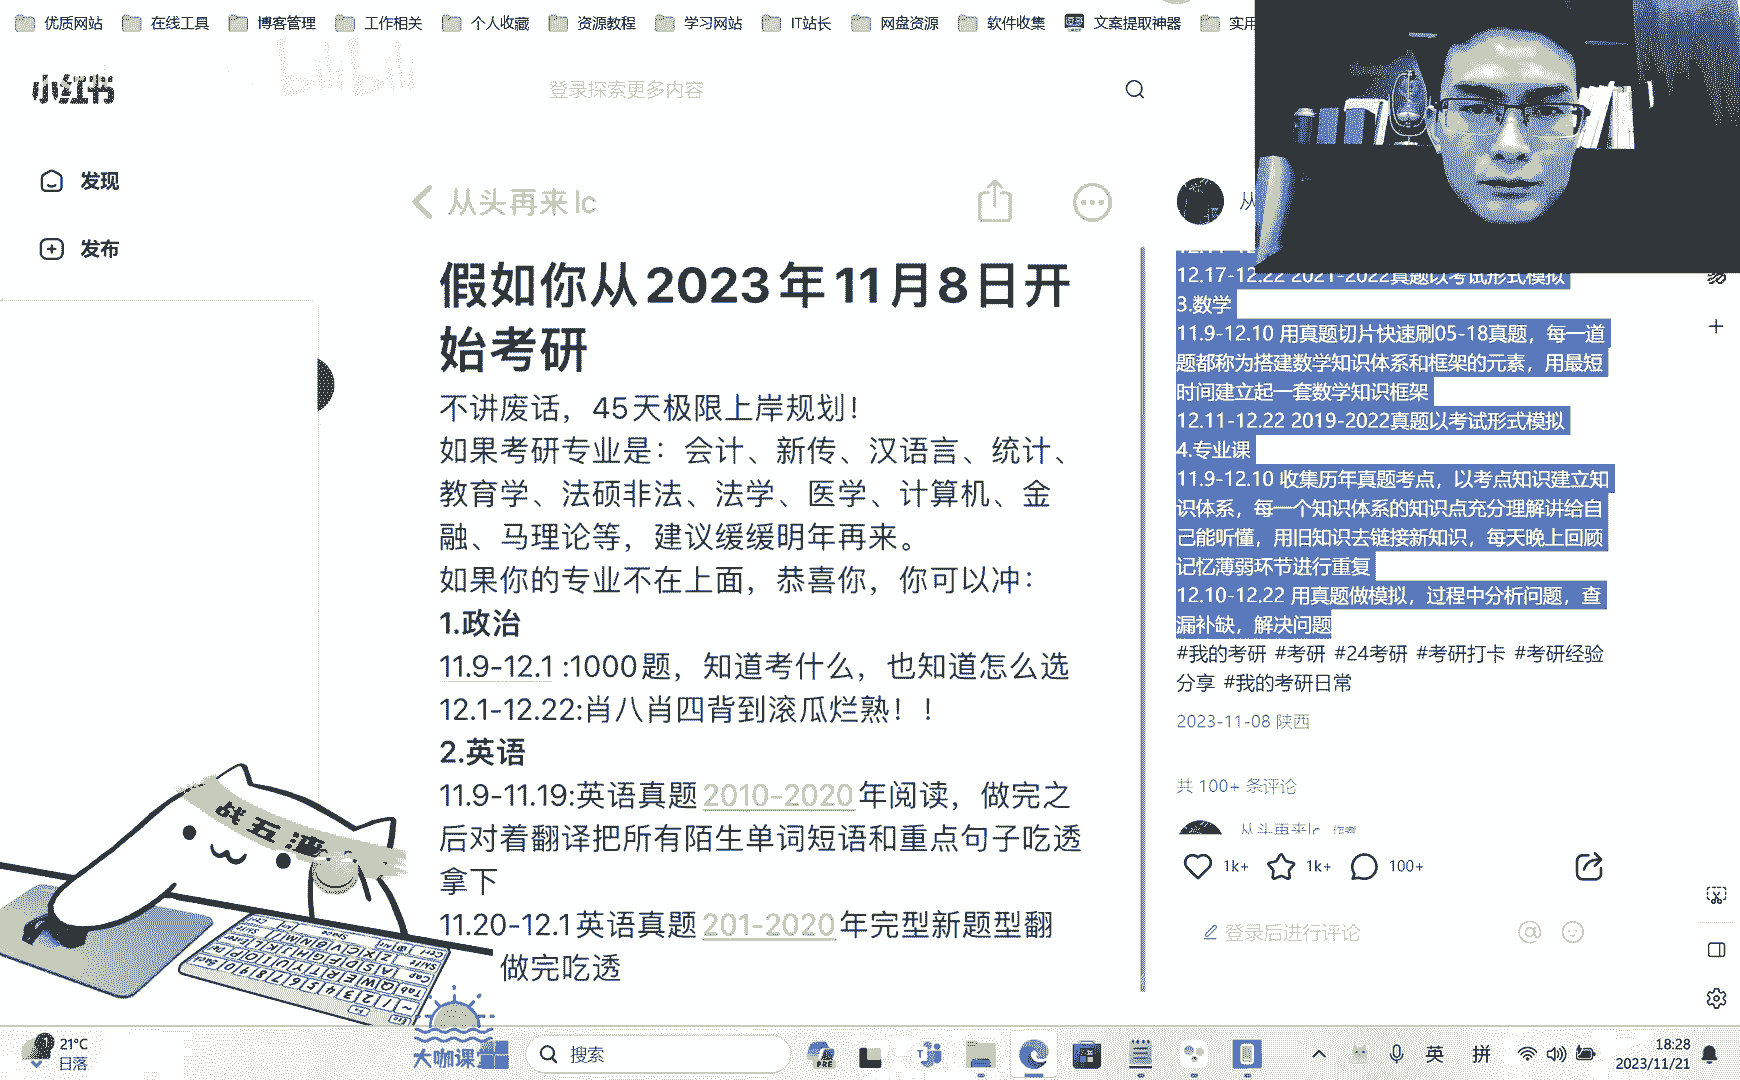 优质网站 在线工具 博客管理 工作相关 个人收藏 资源教程 学习网站 IT站长 网盘资源 软件收集 文案提取神器 实用
bilibili
小红书
登录探索更多内容
发现
发布
从头再来lc
假如你从2023年11月8日开
始考研
不讲废话，45天极限上岸规划！
如果考研专业是：会计、新传、汉语言、统计、
教育学、法硕非法、法学、医学、计算机、金
融、马理论等，建议缓缓明年再来。
如果你的专业不在上面，恭喜你，你可以冲：
1.政治
11.9-12.1 :1000题，知道考什么，也知道怎么选
12.1-12.22:肖八肖四背到滚瓜烂熟！！
2.英语
11.9-11.19:英语真题2010-2020年阅读，做完之
后对着翻译把所有陌生单词短语和重点句子吃透
拿下
11.20-12.1英语真题201-2020年完型新题型翻
做完吃透
从
12.17-12.22 2021-2022真题以考试形式模拟
3.数学
11.9-12.10 用真题切片快速刷05-18真题，每一道
题都称为搭建数学知识体系和框架的元素，用最短
时间建立起一套数学知识框架
12.11-12.22 2019-2022真题以考试形式模拟
4.专业课
11.9-12.10 收集历年真题考点，以考点知识建立知
识体系，每一个知识体系的知识点充分理解讲给自
己能听懂，用旧知识去链接新知识，每天晚上回顾
记忆薄弱环节进行重复
12.10-12.22 用真题做模拟，过程中分析问题，查
漏补缺，解决问题
#我的考研 #考研 #24考研 #考研打卡 #考研经验
分享 #我的考研日常
2023-11-08 陕西
共 100+ 条评论
从头再来lc 作者
1k+ 1k+ 100+
登录后进行评论
大咖课堂
21°C
日落
搜索
PRE
英 拼
18:28
2023/11/21